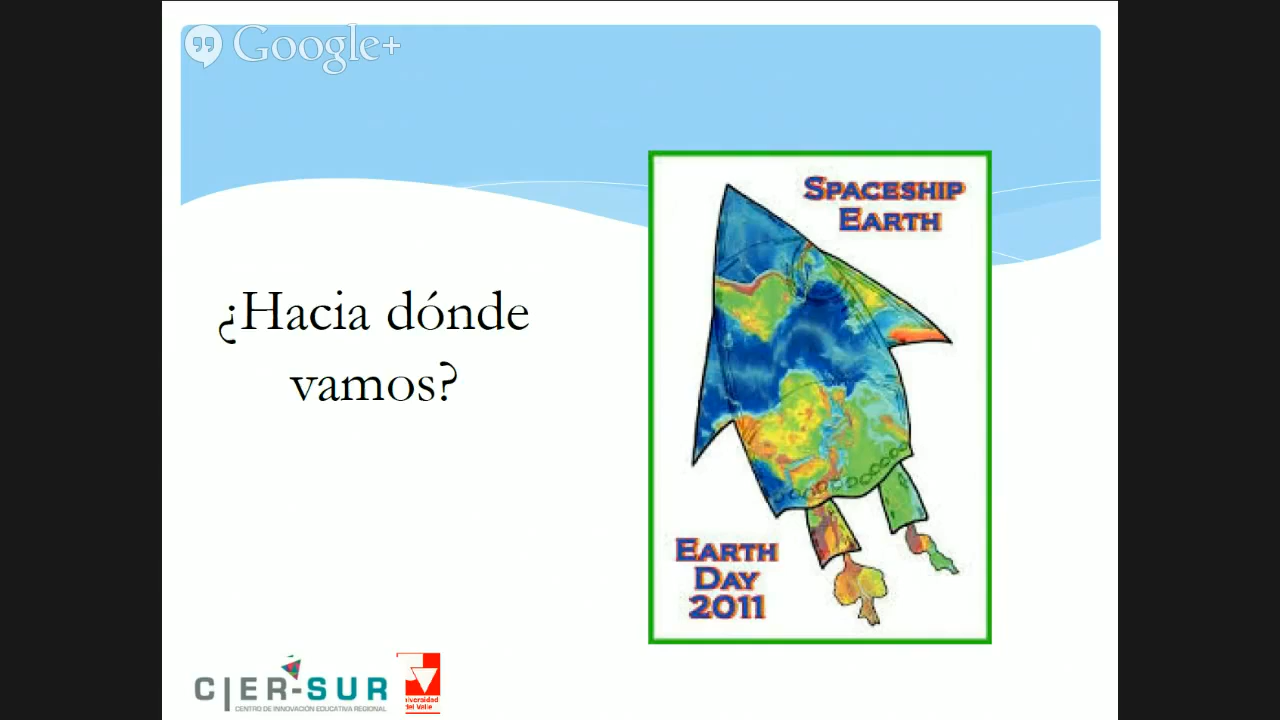 Google+
¿Hacia dónde
vamos?
SPACESHIP
EARTH
EARTH
DAY
2011
CIER-SUR
CENTRO DE INNOVACIÓN EDUCATIVA REGIONAL
Universidad
del Valle